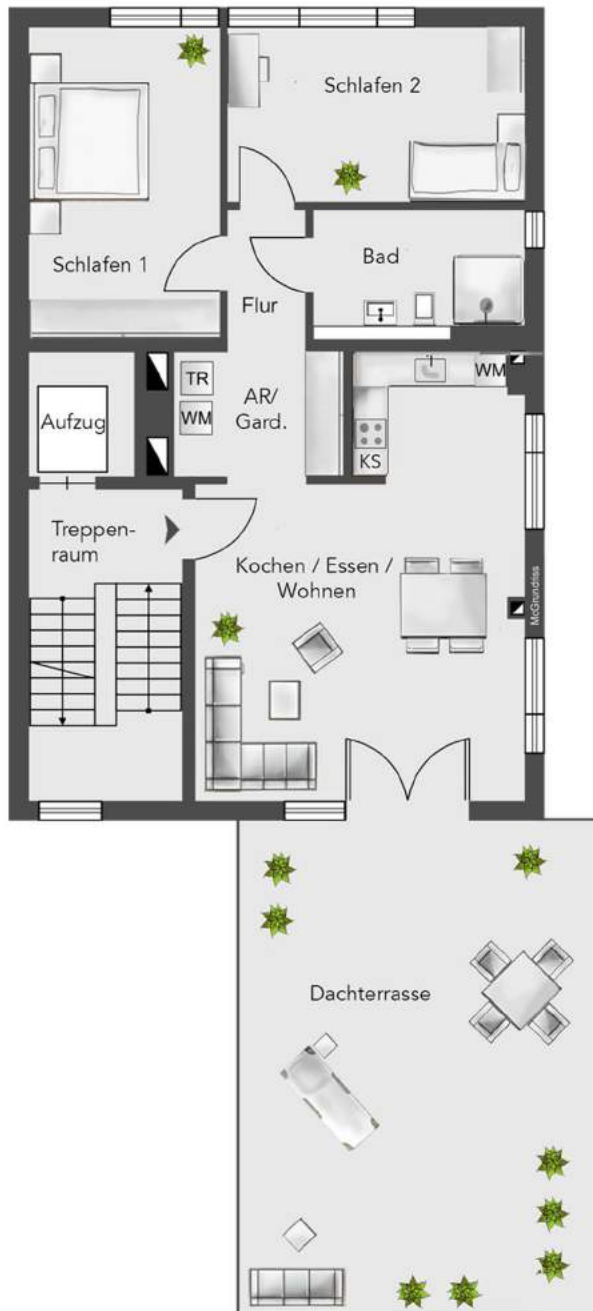 Schlafen 2
Schlafen 1
Bad
Flur
TR
WM
AR/
Gard.
WM
KS
Aufzug
Treppen-
raum
Kochen / Essen /
Wohnen
McGrundriss
Dachterrasse